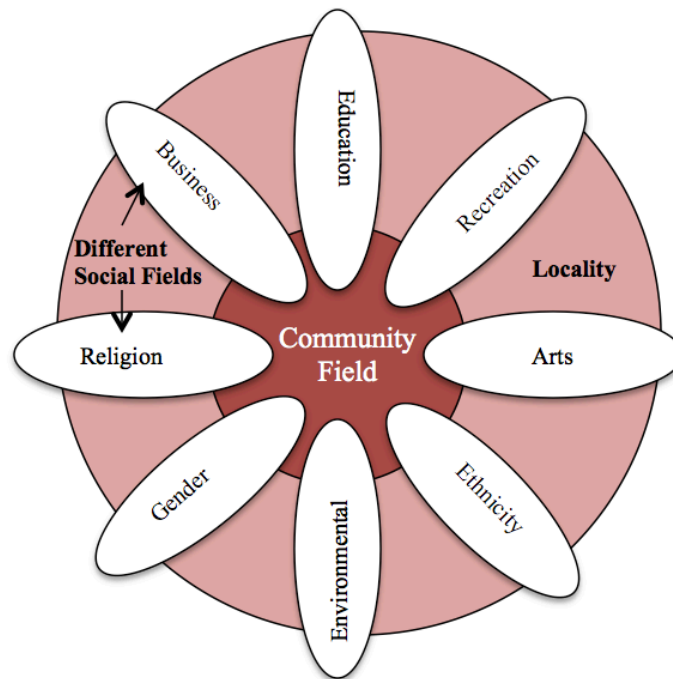 Education
Business
Recreation
Different
Social Fields
Locality
Community
Field
Religion
Arts
Gender
Ethnicity
Environmental